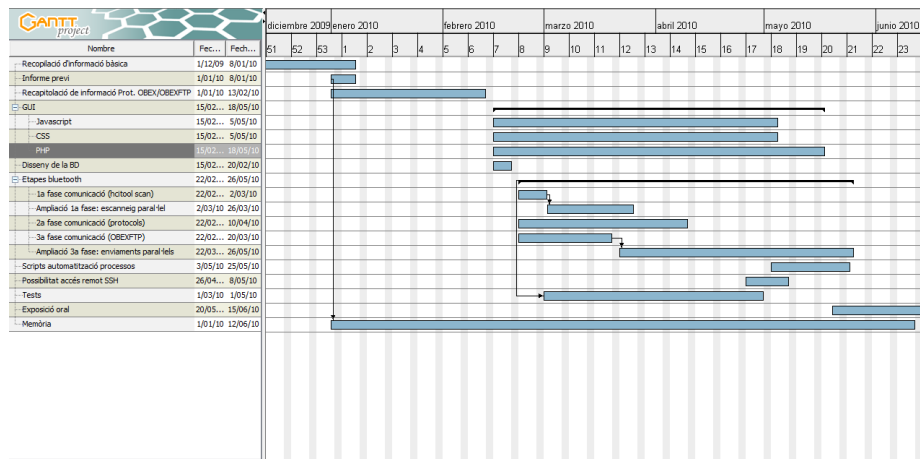 GANTT
project
diciembre 2009 enero 2010 febrero 2010 marzo 2010 abril 2010 mayo 2010 junio 2010
Nombre Fec... Fech... 51 52 53 1 2 3 4 5 6 7 8 9 10 11 12 13 14 15 16 17 18 19 20 21 22 23
Recopilació d'informació bàsica 1/12/09 8/01/10
Informe previ 1/01/10 8/01/10
Recapitolació de informació Prot. OBEX/OBEXFTP 1/01/10 13/02/10
GUI 15/02... 18/05/10
Javascript 15/02... 5/05/10
CSS 15/02... 5/05/10
PHP 15/02... 18/05/10
Disseny de la BD 15/02... 20/02/10
Etapes bluetooth 22/02... 26/05/10
1a fase comunicació (hcitool scan) 22/02... 2/03/10
Ampliació 1a fase: escanneig paral·lel 2/03/10 26/03/10
2a fase comunicació (protocols) 22/02... 10/04/10
3a fase comunicació (OBEXFTP) 22/02... 20/03/10
Ampliació 3a fase: enviaments paral·lels 22/03... 26/05/10
Scripts automatització processos 3/05/10 25/05/10
Possibilitat accés remot SSH 26/04... 8/05/10
Tests 1/03/10 1/05/10
Exposició oral 20/05... 15/06/10
Memòria 1/01/10 12/06/10